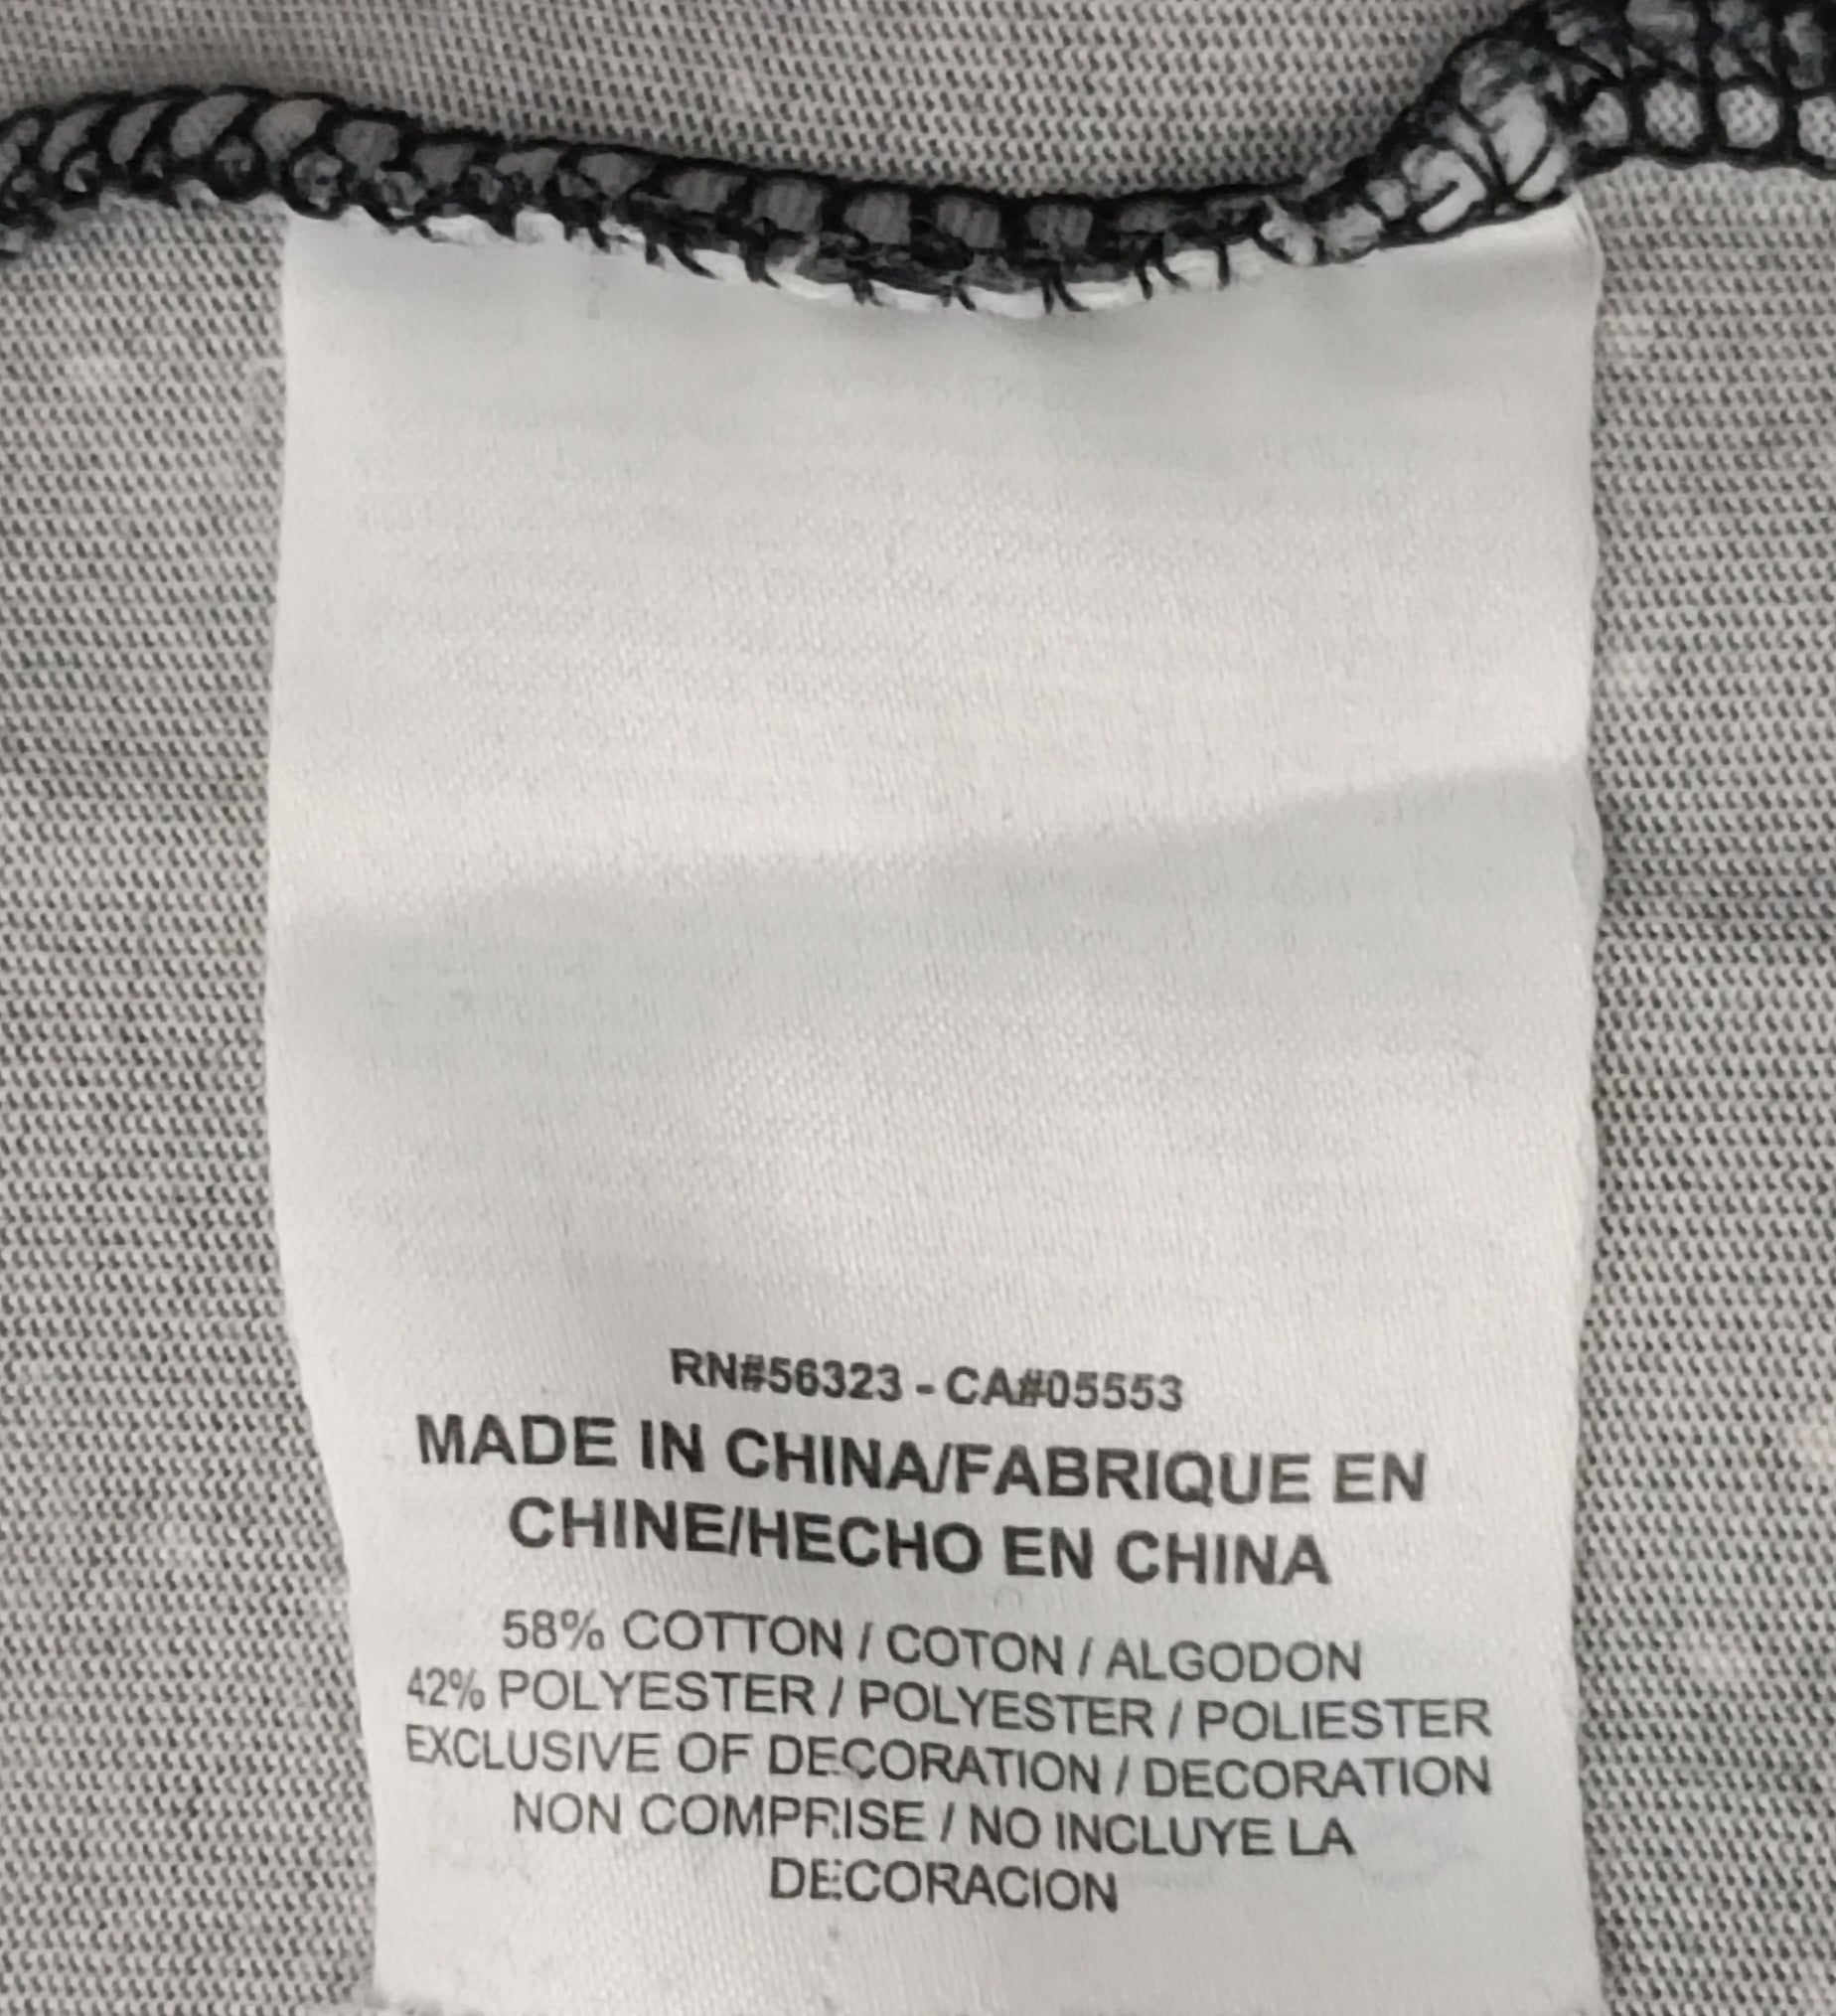 RN#56323 - CA#05553
MADE IN CHINA/FABRIQUE EN
CHINE/HECHO EN CHINA
58% COTTON / COTON / ALGODON
42% POLYESTER / POLYESTER / POLIESTER
EXCLUSIVE OF DECORATION / DECORATION
NON COMPRISE / NO INCLUYE LA
DECORACION